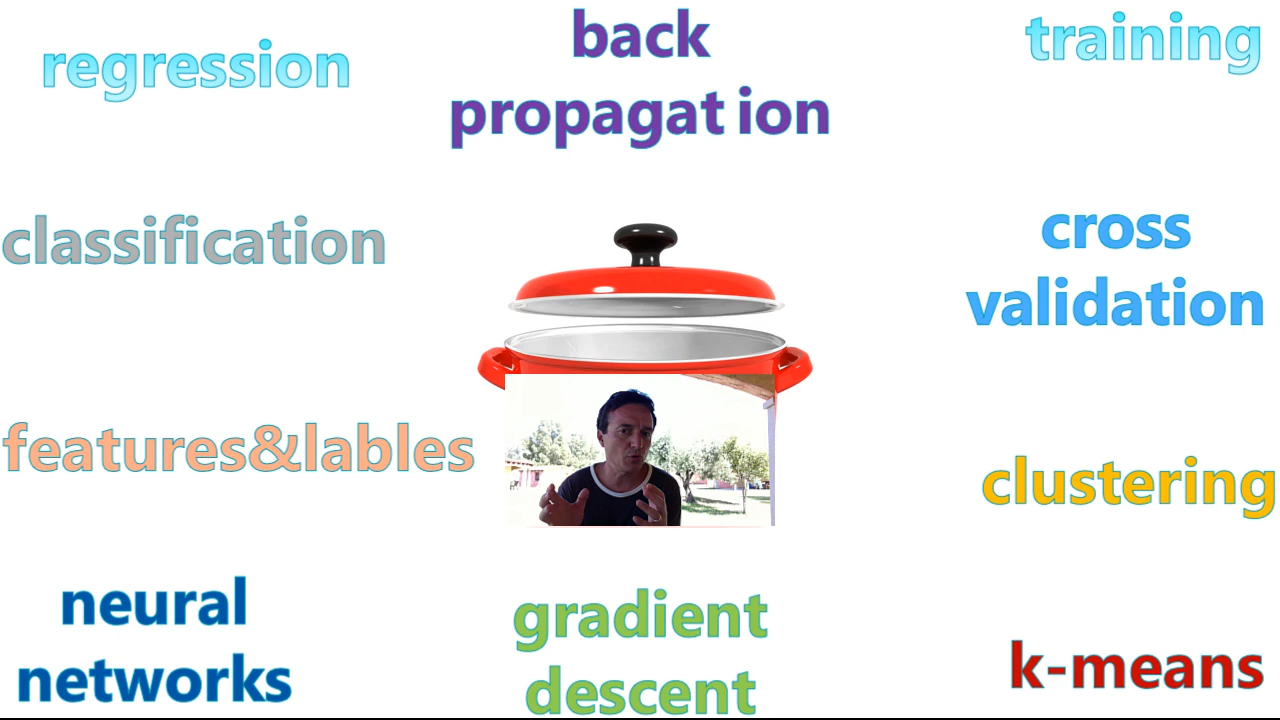 regression
back
propagat ion
training
classification
cross
validation
features&lables
clustering
neural
networks
gradient
descent
k-means